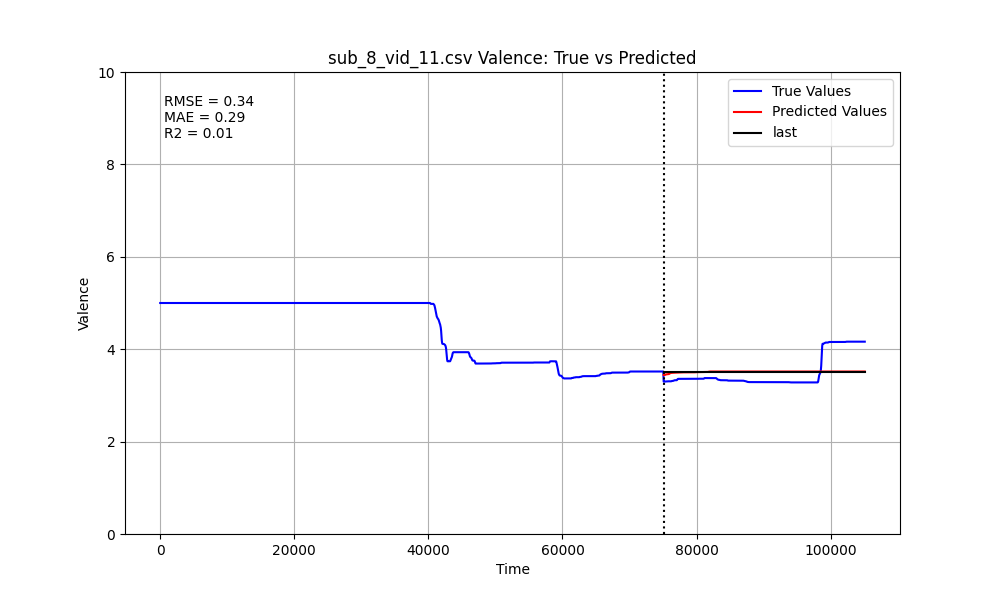 sub_8_vid_11.csv Valence: True vs Predicted
RMSE = 0.34
MAE = 0.29
R2 = 0.01
True Values
Predicted Values
last
Valence
10
8
6
4
2
0
0
20000
40000
60000
80000
100000
Time